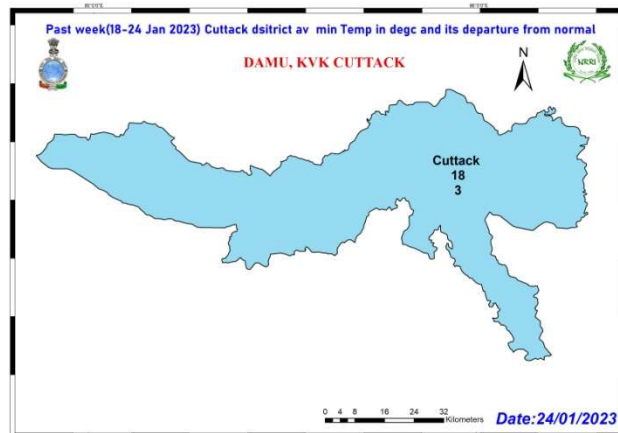 Past week(18-24 Jan 2023) Cuttack dsitrict av min Temp in degc and its departure from normal
DAMU, KVK CUTTACK
N
NRRI
Cuttack
18
3
0 4 8 16 24 32
Kilometers
Date:24/01/2023